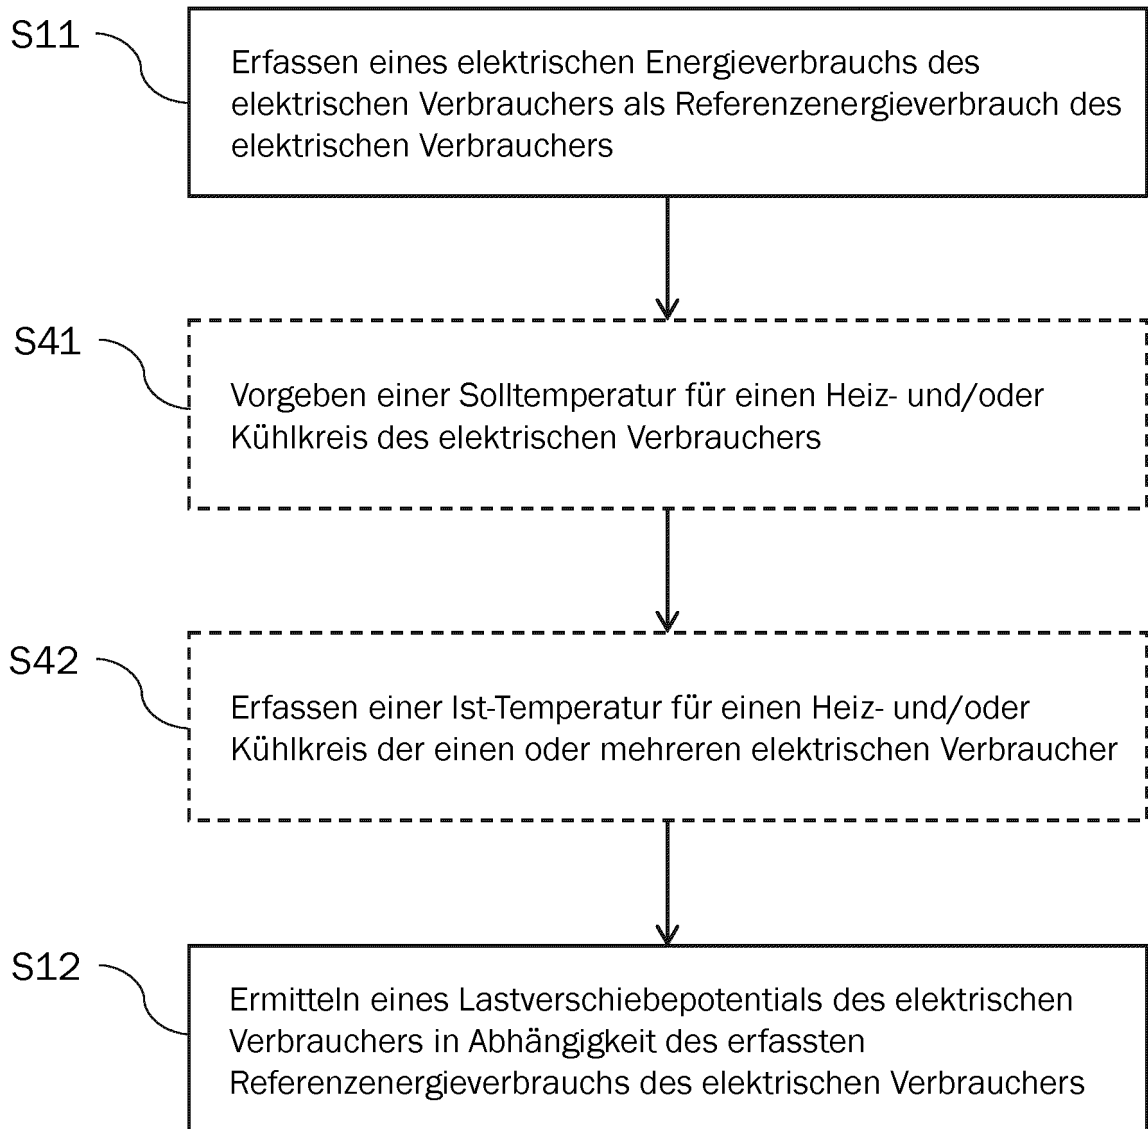 S11
Erfassen eines elektrischen Energieverbrauchs des
elektrischen Verbrauchers als Referenzenergieverbrauch des
elektrischen Verbrauchers
S41
Vorgeben einer Solltemperatur für einen Heiz- und/oder
Kühlkreis des elektrischen Verbrauchers
S42
Erfassen einer Ist-Temperatur für einen Heiz- und/oder
Kühlkreis der einen oder mehreren elektrischen Verbraucher
S12
Ermitteln eines Lastverschiebepotentials des elektrischen
Verbrauchers in Abhängigkeit des erfassten
Referenzenergieverbrauchs des elektrischen Verbrauchers